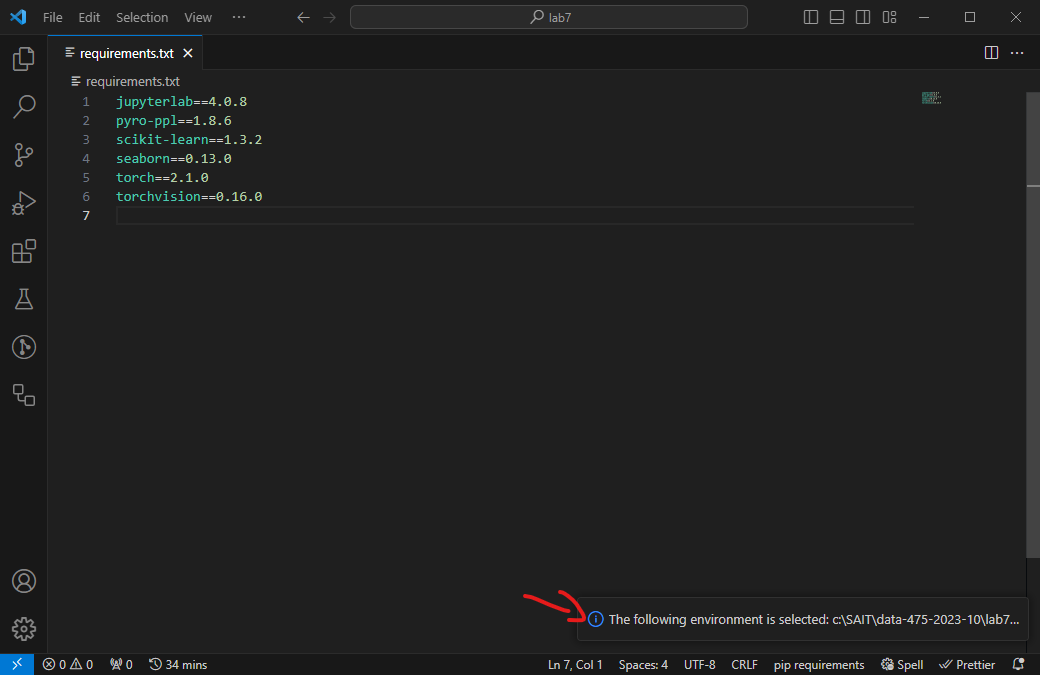 File Edit Selection View ··· lab7
requirements.txt
requirements.txt
1 jupyterlab==4.0.8
2 pyro-ppl==1.8.6
3 scikit-learn==1.3.2
4 seaborn==0.13.0
5 torch==2.1.0
6 torchvision==0.16.0
7
The following environment is selected: c:\SAIT\data-475-2023-10\lab7...
0 0 0 34 mins Ln 7, Col 1 Spaces: 4 UTF-8 CRLF pip requirements Spell Prettier